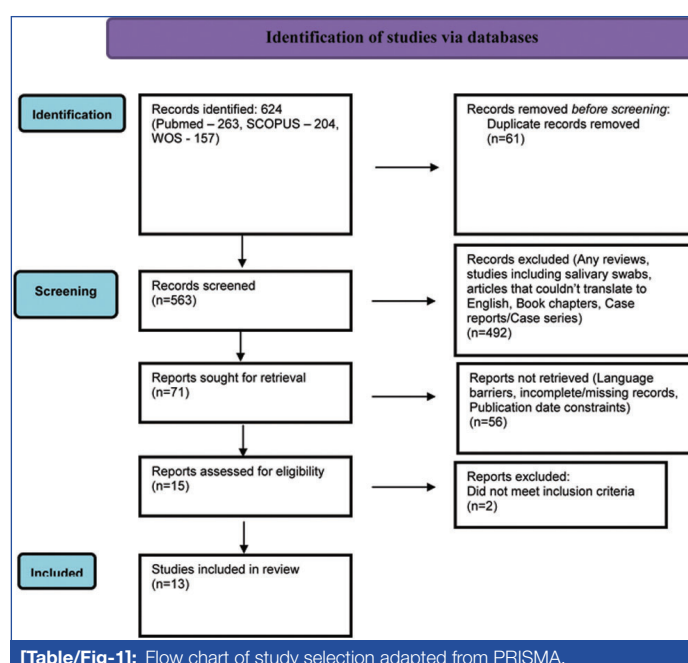 Identification of studies via databases
Identification
Records identified: 624
(Pubmed – 263, SCOPUS – 204,
WOS - 157)
Records removed before screening:
Duplicate records removed
(n=61)
Screening
Records screened
(n=563)
Records excluded (Any reviews,
studies including salivary swabs,
articles that couldn't translate to
English, Book chapters, Case
reports/Case series)
(n=492)
Reports sought for retrieval
(n=71)
Reports not retrieved (Language
barriers, incomplete/missing records,
Publication date constraints)
(n=56)
Reports assessed for eligibility
(n=15)
Reports excluded:
Did not meet inclusion criteria
(n=2)
Included
Studies included in review
(n=13)
[Table/Fig-1]: Flow chart of study selection adapted from PRISMA.